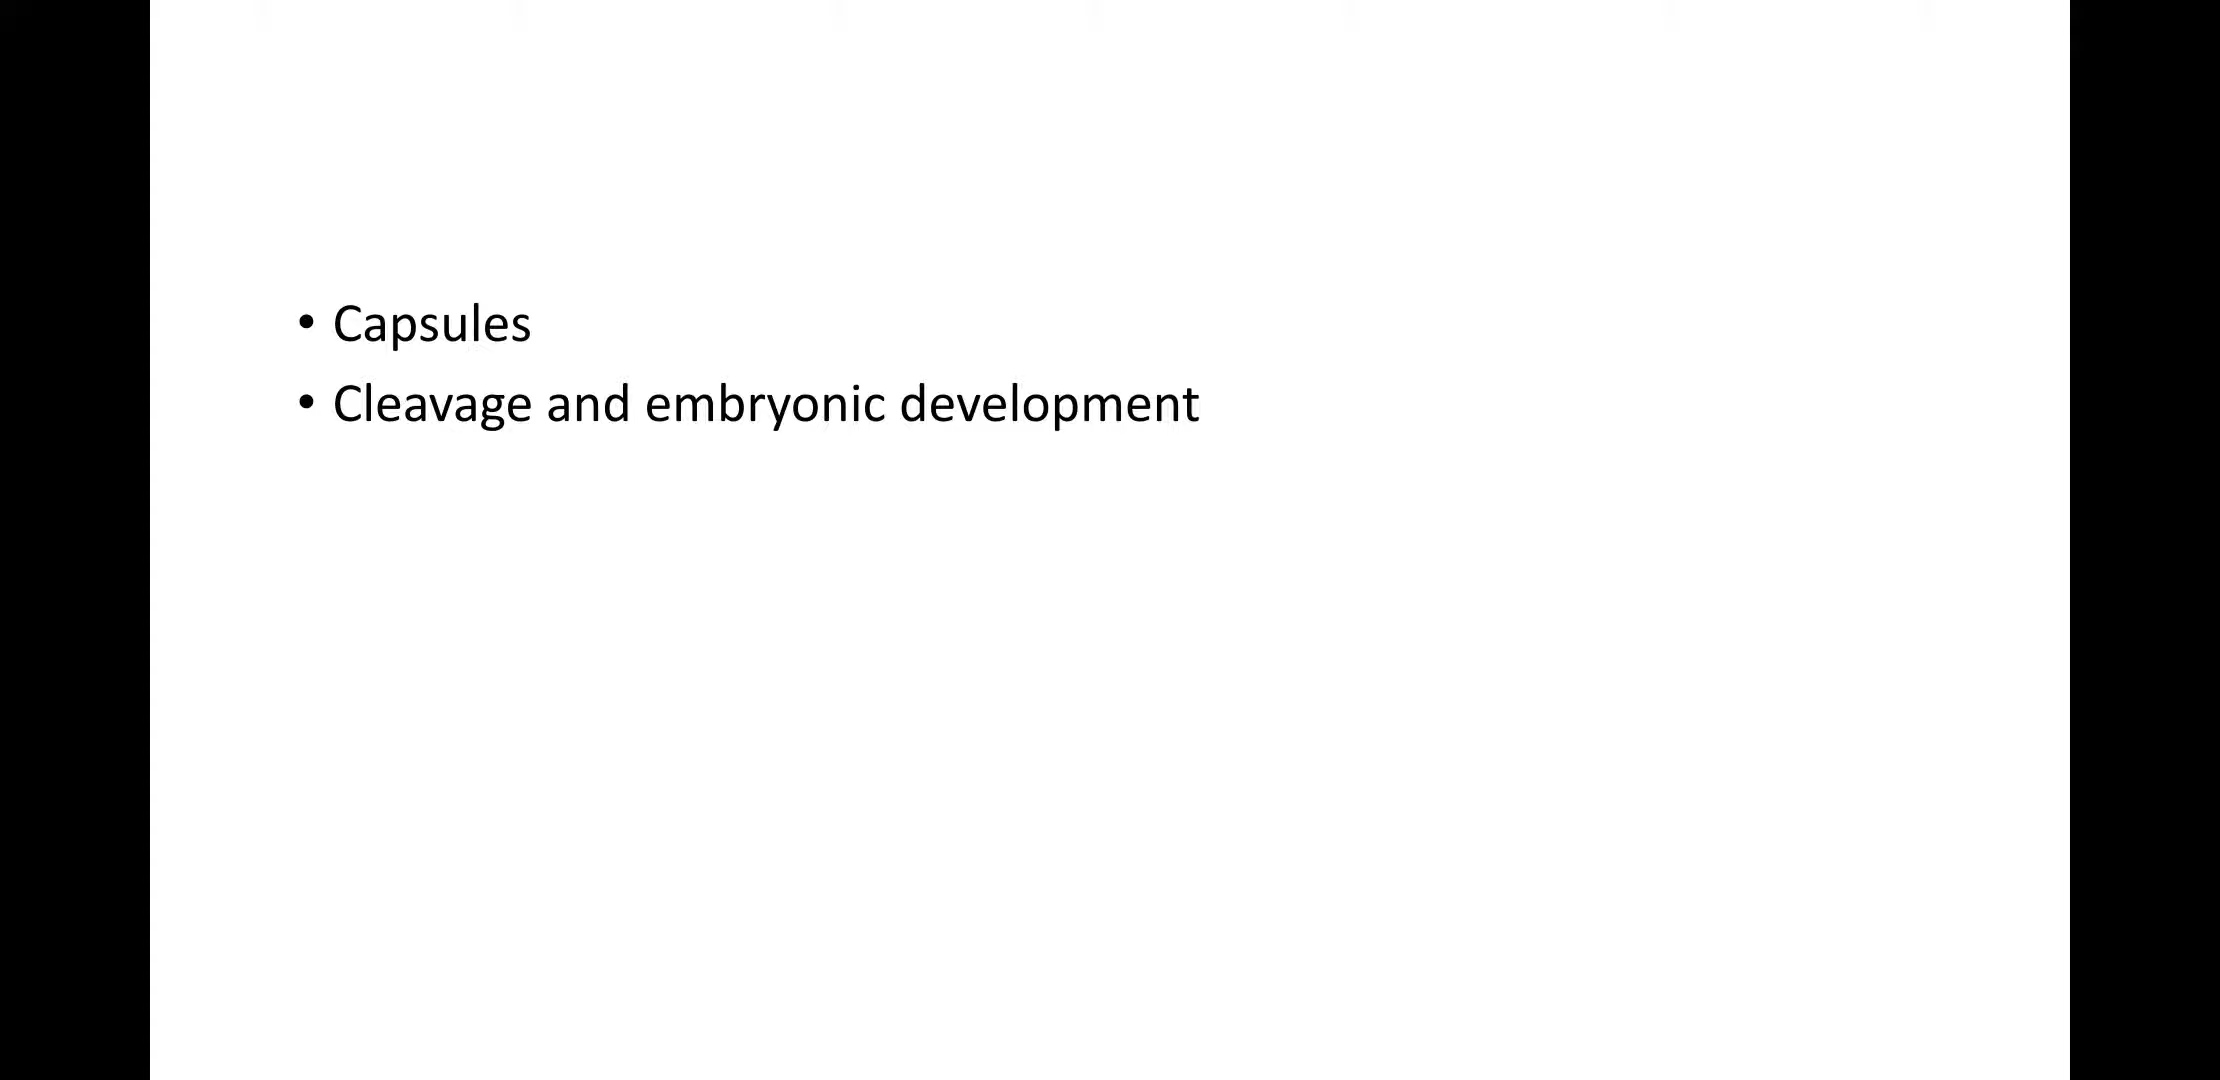 • Capsules
• Cleavage and embryonic development